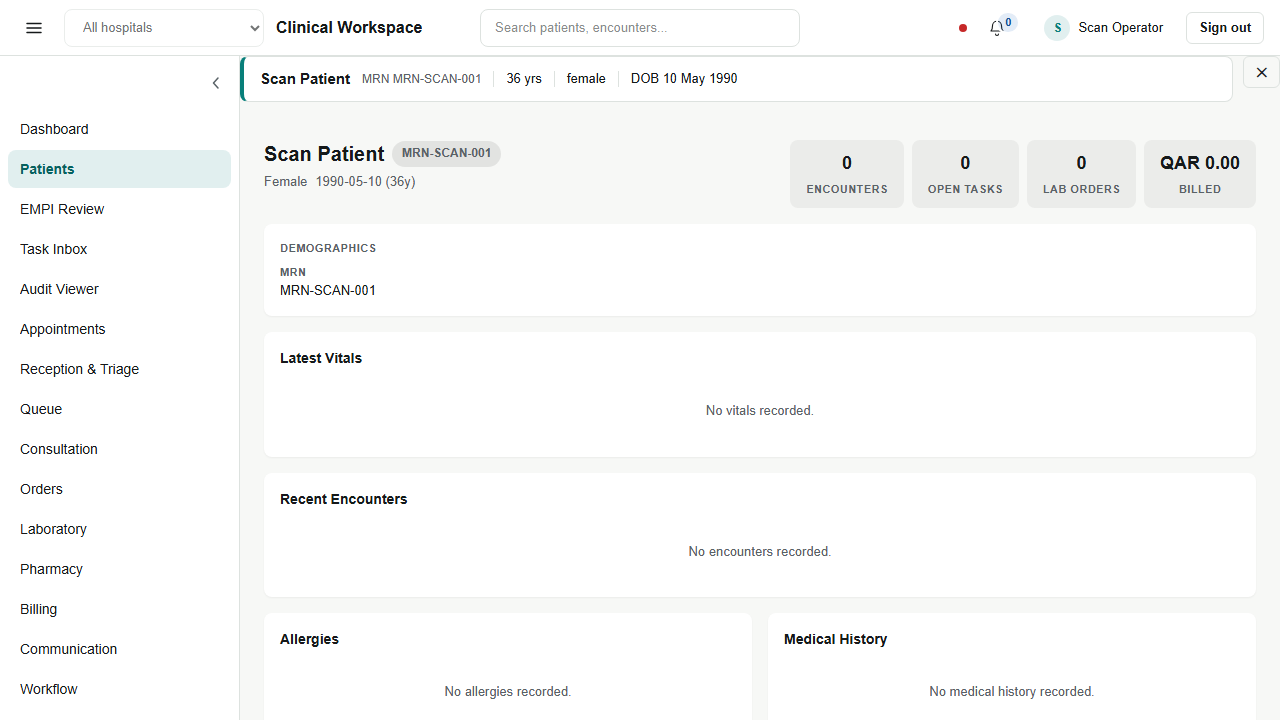 All hospitals
Clinical Workspace
Search patients, encounters...
0
S
Scan Operator
Sign out
Scan Patient MRN MRN-SCAN-001 36 yrs female DOB 10 May 1990
Dashboard
Patients
EMPI Review
Task Inbox
Audit Viewer
Appointments
Reception & Triage
Queue
Consultation
Orders
Laboratory
Pharmacy
Billing
Communication
Workflow
Scan Patient MRN-SCAN-001
Female 1990-05-10 (36y)
0
ENCOUNTERS
0
OPEN TASKS
0
LAB ORDERS
QAR 0.00
BILLED
DEMOGRAPHICS
MRN
MRN-SCAN-001
Latest Vitals
No vitals recorded.
Recent Encounters
No encounters recorded.
Allergies
No allergies recorded.
Medical History
No medical history recorded.